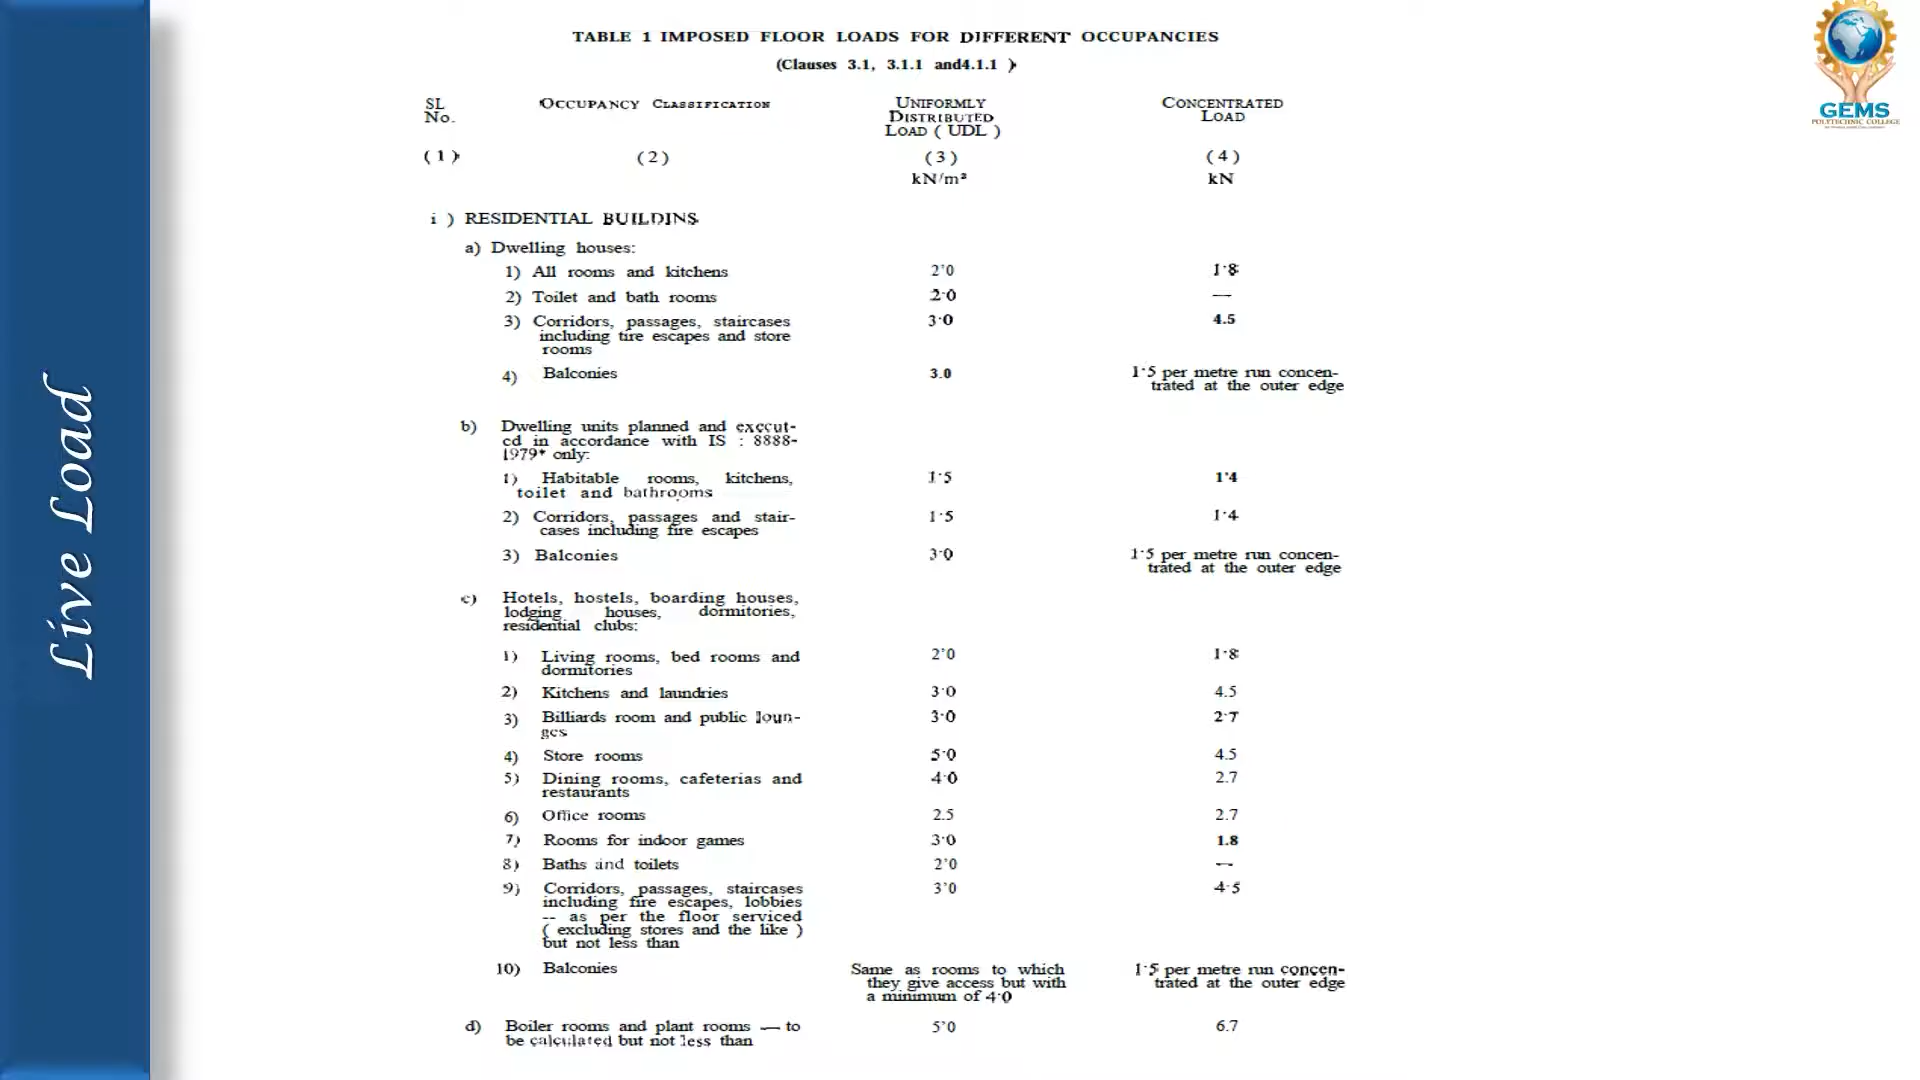 Live Load
TABLE 1 IMPOSED FLOOR LOADS FOR DIFFERENT OCCUPANCIES
(Clauses 3.1, 3.1.1 and4.1.1 )
SL No. OCCUPANCY CLASSIFICATION UNIFORMLY DISTRIBUTED LOAD ( UDL ) CONCENTRATED LOAD
( 1 ) ( 2 ) ( 3 ) ( 4 )
kN/m² kN
i ) RESIDENTIAL BUILDINS
a) Dwelling houses:
1) All rooms and kitchens 2·0 1·8
2) Toilet and bath rooms 2·0 —
3) Corridors, passages, staircases 3·0 4.5
including fire escapes and store
rooms
4) Balconies 3.0 1·5 per metre run concen-
trated at the outer edge
b) Dwelling units planned and execut-
ed in accordance with IS : 8888-
1979* only:
1) Habitable rooms, kitchens, 1·5 1·4
toilet and bathrooms
2) Corridors, passages and stair- 1·5 1·4
cases including fire escapes
3) Balconies 3·0 1·5 per metre run concen-
trated at the outer edge
c) Hotels, hostels, boarding houses,
lodging houses, dormitories,
residential clubs:
1) Living rooms, bed rooms and 2·0 1·8
dormitories
2) Kitchens and laundries 3·0 4.5
3) Billiards room and public loun- 3·0 2·7
ges
4) Store rooms 5·0 4.5
5) Dining rooms, cafeterias and 4·0 2.7
restaurants
6) Office rooms 2.5 2.7
7) Rooms for indoor games 3·0 1.8
8) Baths and toilets 2·0 —
9) Corridors, passages, staircases 3·0 4·5
including fire escapes, lobbies
-- as per the floor serviced
( excluding stores and the like )
but not less than
10) Balconies Same as rooms to which 1·5 per metre run concen-
they give access but with trated at the outer edge
a minimum of 4·0
d) Boiler rooms and plant rooms — to 5·0 6.7
be calculated but not less than
GEMS
POLYTECHNIC COLLEGE